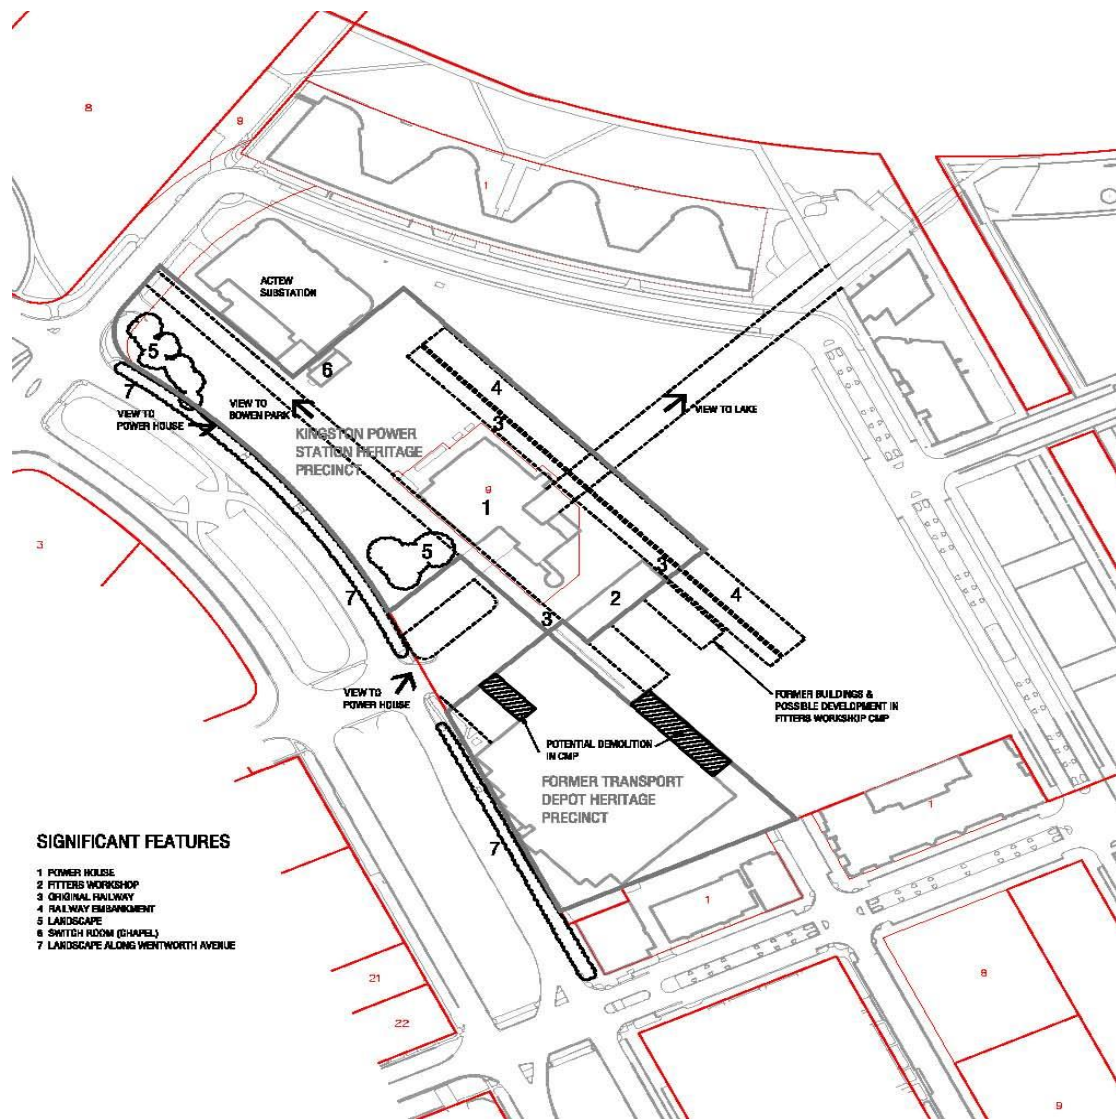 8
9
1
ACTEW
SUBSTATION
5
6
7
4
VIEW TO
POWER HOUSE
VIEW TO
BOWEN PARK
3
VIEW TO LAKE
KINGSTON POWER
STATION HERITAGE
PRECINCT
9
1
3
5
3
4
7
2
3
VIEW TO
POWER HOUSE
FORMER BUILDINGS &
POSSIBLE DEVELOPMENT IN
FITTERS WORKSHOP CMP
POTENTIAL DEMOLITION
IN CMP
FORMER TRANSPORT
DEPOT HERITAGE
PRECINCT
1
7
1
SIGNIFICANT FEATURES
1 POWER HOUSE
2 FITTERS WORKSHOP
3 ORIGINAL RAILWAY
4 RAILWAY EMBANKMENT
5 LANDSCAPE
6 SWITCH ROOM (CHAPEL)
7 LANDSCAPE ALONG WENTWORTH AVENUE
21
22
8
9